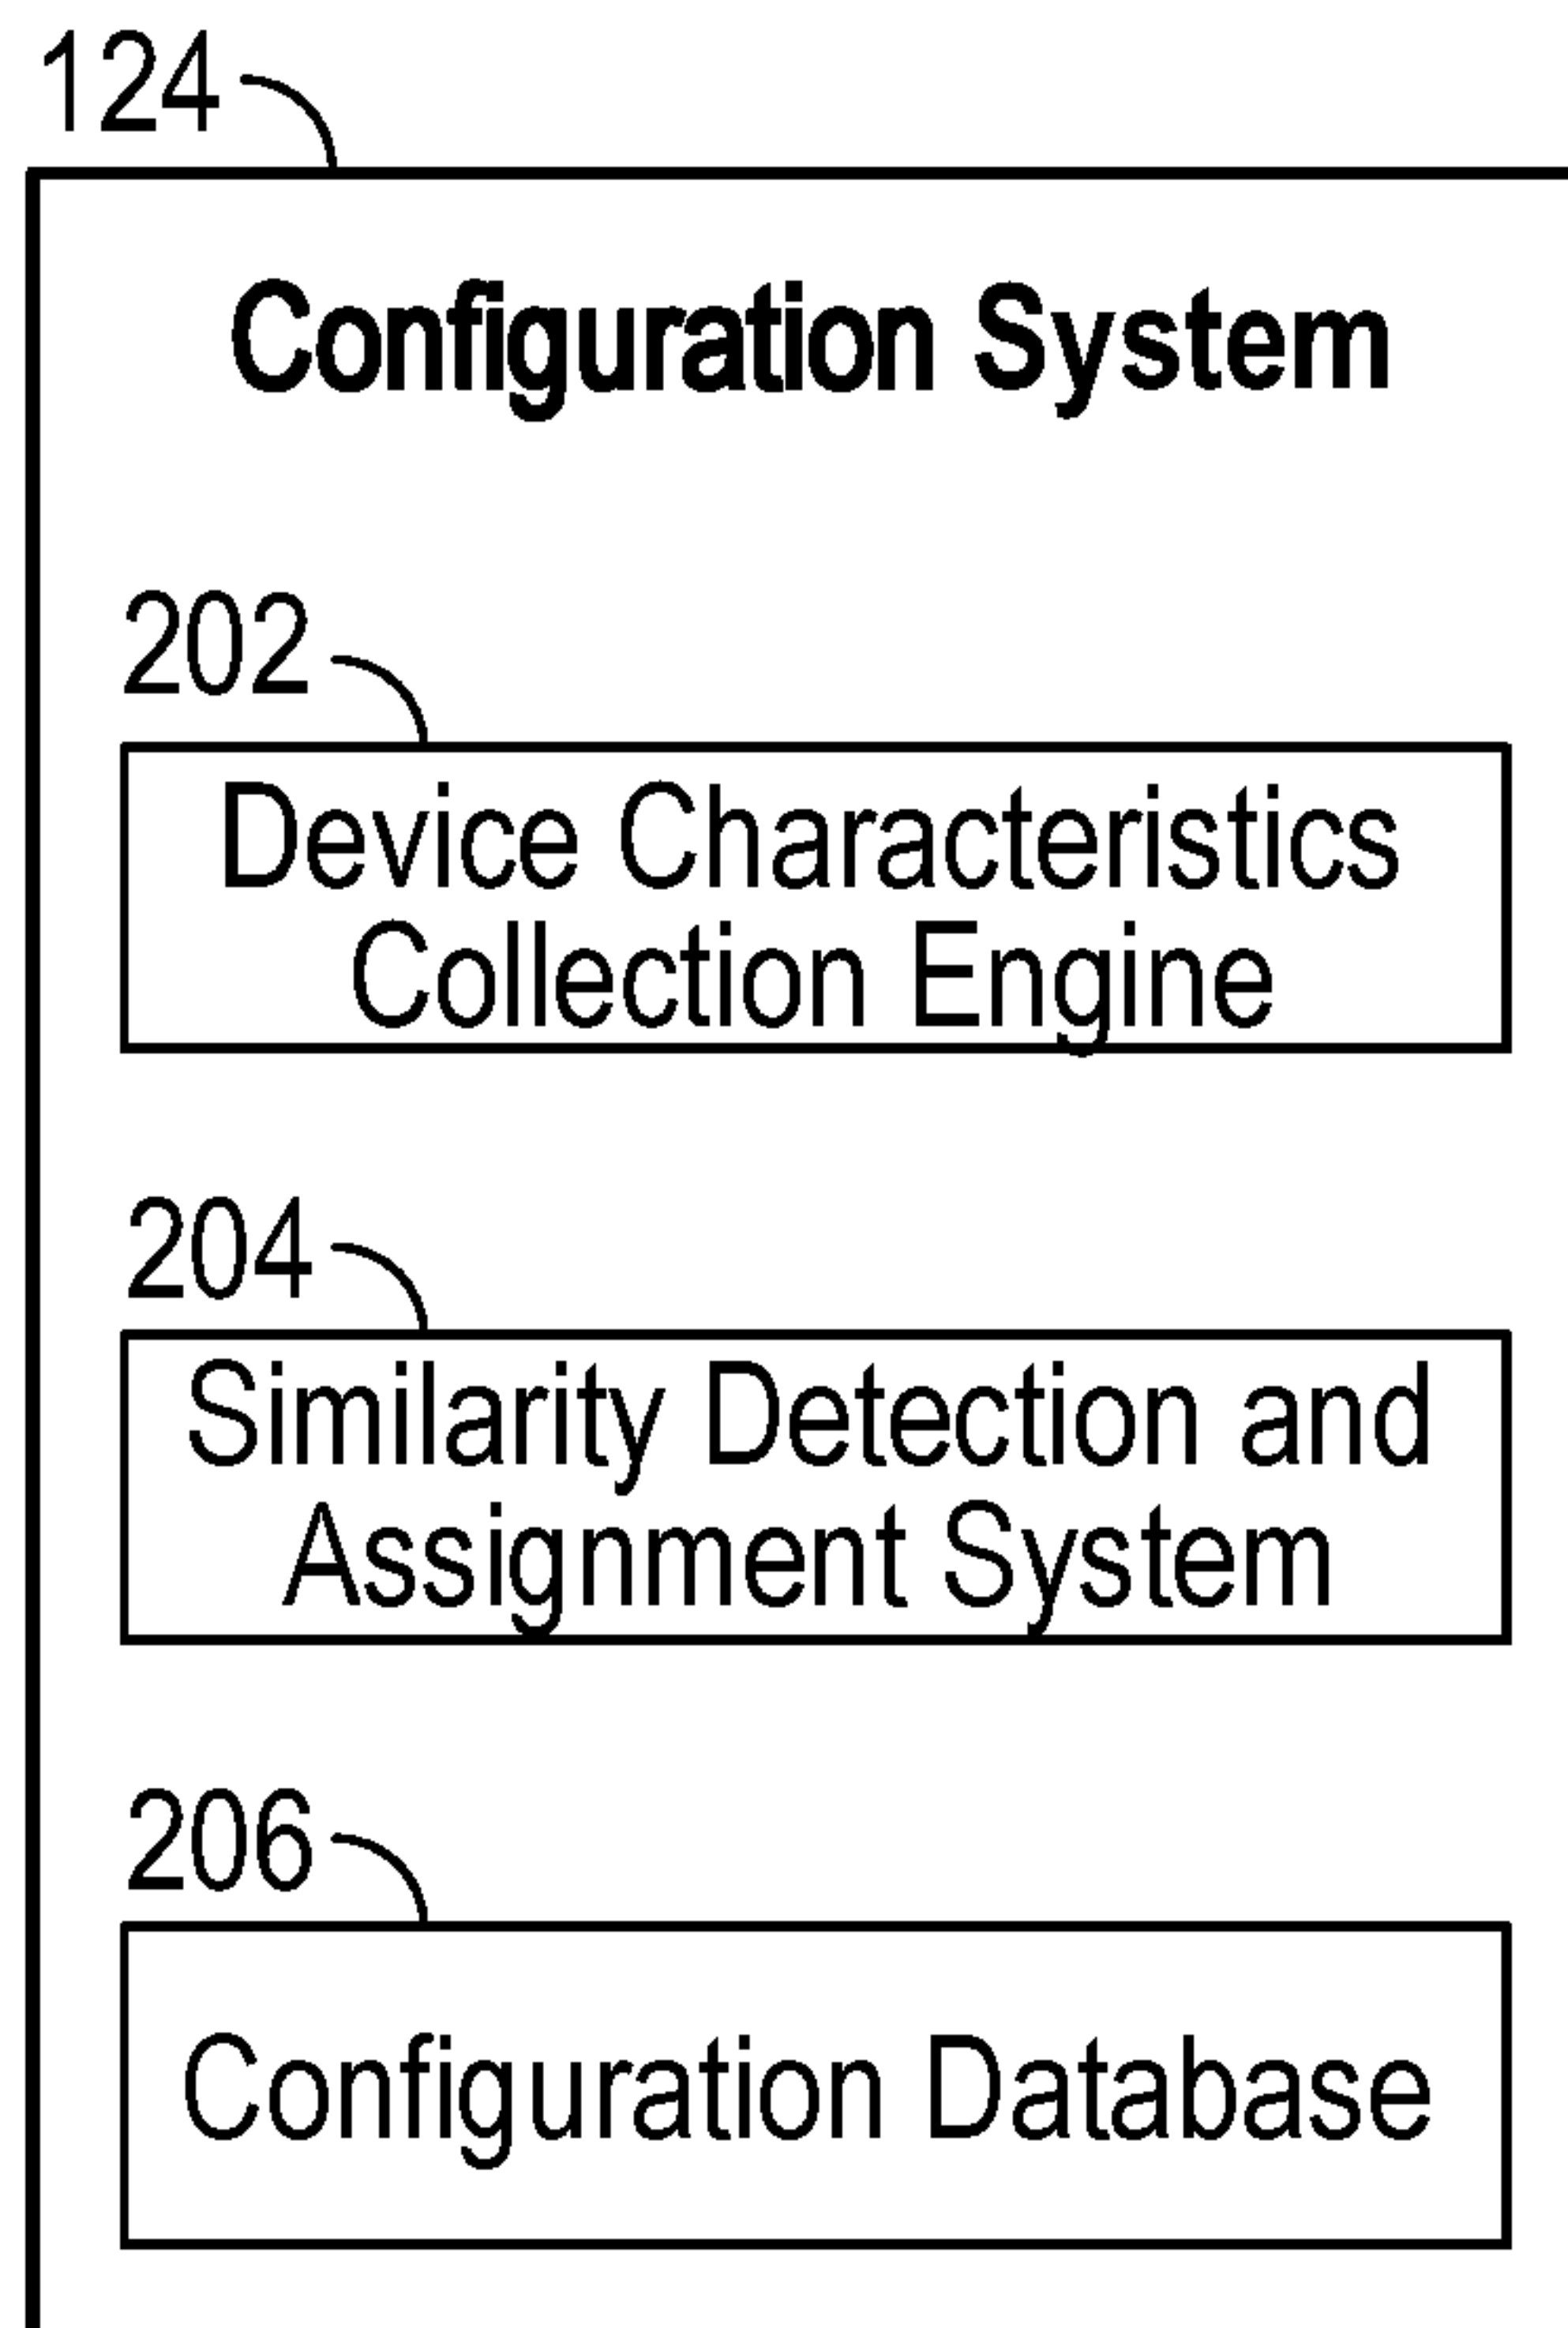 124
Configuration System
202
Device Characteristics
Collection Engine
204
Similarity Detection and
Assignment System
206
Configuration Database